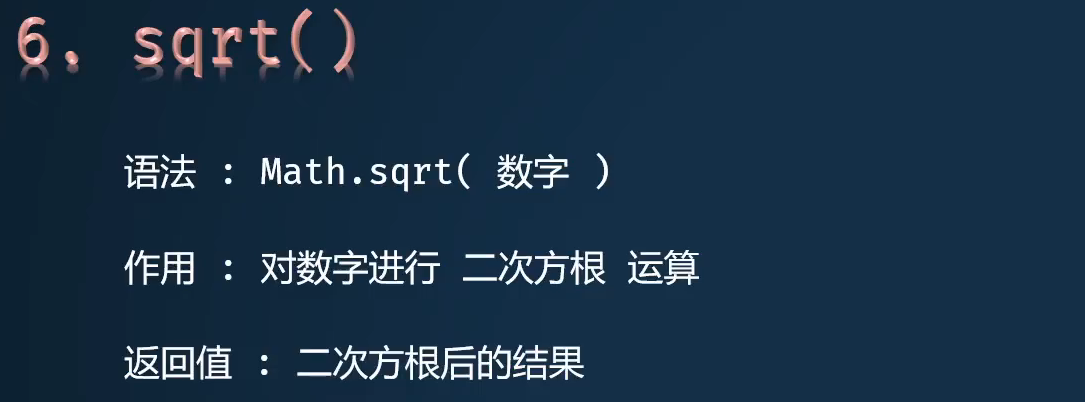 6. sqrt()
语法 : Math.sqrt( 数字 )
作用 : 对数字进行 二次方根 运算
返回值 : 二次方根后的结果